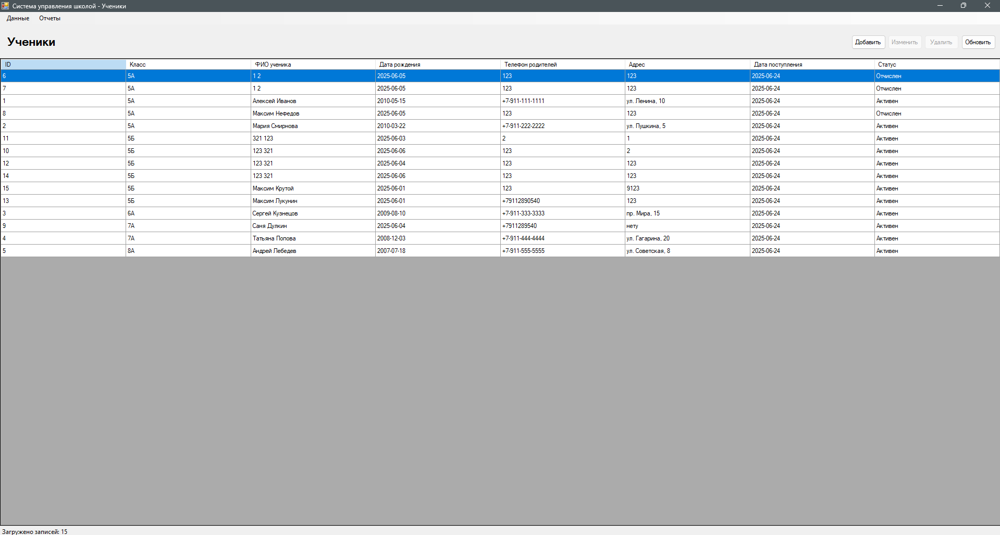 Система управления школой - Ученики
Данные Отчеты
Ученики Добавить Изменить Удалить Обновить
ID Класс ФИО ученика Дата рождения Телефон родителей Адрес Дата поступления Статус
6 5А 1 2 2025-06-05 123 123 2025-06-24 Отчислен
7 5А 1 2 2025-06-05 123 123 2025-06-24 Отчислен
1 5А Алексей Иванов 2010-05-15 +7-911-111-1111 ул. Ленина, 10 2025-06-24 Активен
8 5А Максим Нефедов 2025-06-05 123 123 2025-06-24 Отчислен
2 5А Мария Смирнова 2010-03-22 +7-911-222-2222 ул. Пушкина, 5 2025-06-24 Активен
11 5Б 321 123 2025-06-03 2 1 2025-06-24 Активен
10 5Б 123 321 2025-06-06 123 2 2025-06-24 Активен
12 5Б 123 321 2025-06-04 123 123 2025-06-24 Активен
14 5Б 123 321 2025-06-06 123 123 2025-06-24 Активен
15 5Б Максим Крутой 2025-06-01 123 9123 2025-06-24 Активен
13 5Б Максим Лукунин 2025-06-01 +79112890540 123 2025-06-24 Активен
3 6А Сергей Кузнецов 2009-08-10 +7-911-333-3333 пр. Мира, 15 2025-06-24 Активен
9 7А Саня Дулкин 2025-06-04 +7911289540 нету 2025-06-24 Активен
4 7А Татьяна Попова 2008-12-03 +7-911-444-4444 ул. Гагарина, 20 2025-06-24 Активен
5 8А Андрей Лебедев 2007-07-18 +7-911-555-5555 ул. Советская, 8 2025-06-24 Активен
Загружено записей: 15